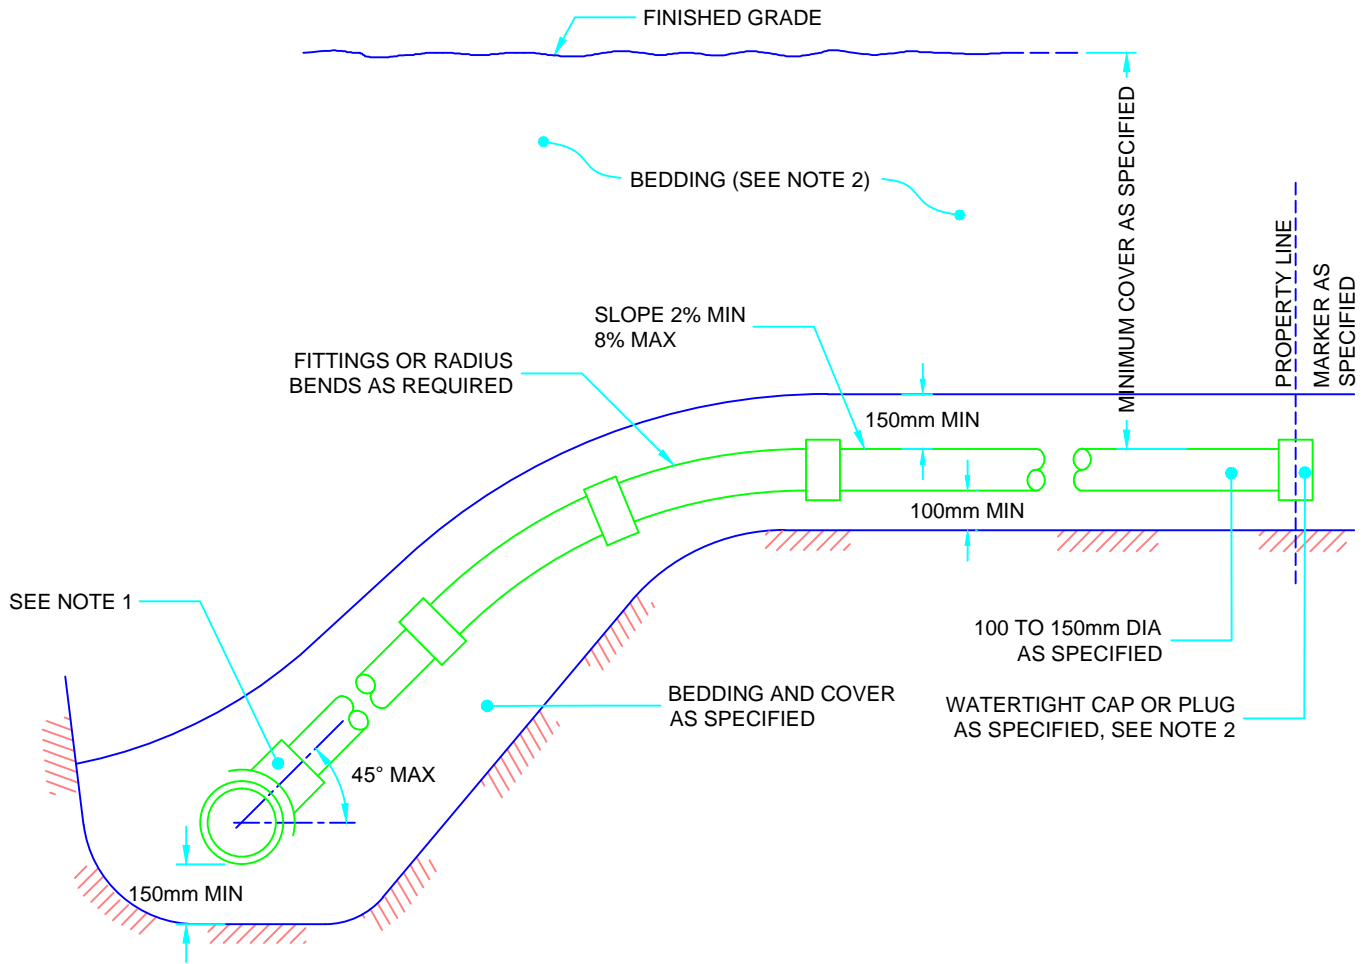 FINISHED GRADE
BEDDING (SEE NOTE 2)
MINIMUM COVER AS SPECIFIED
PROPERTY LINE
MARKER AS
SPECIFIED
SLOPE 2% MIN
8% MAX
FITTINGS OR RADIUS
BENDS AS REQUIRED
150mm MIN
100mm MIN
SEE NOTE 1
100 TO 150mm DIA
AS SPECIFIED
BEDDING AND COVER
AS SPECIFIED
WATERTIGHT CAP OR PLUG
AS SPECIFIED, SEE NOTE 2
45° MAX
150mm MIN